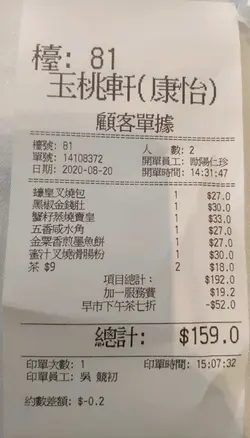 檯: 81
玉桃軒(康怡)
顧客單據
檯號: 81 人 數: 2
單號: 14108372 開單員工: 歐陽仁珍
日期: 2020-08-20 開單時間: 14:31:47
蠔皇叉燒包 1 $27.0
黑椒金錢肚 1 $30.0
蟹籽蒸燒賣皇 1 $33.0
五香咸水角 1 $27.0
金粟香煎墨魚餅 1 $27.0
蜜汁叉燒滑腸粉 1 $30.0
茶 $9 2 $18.0
項目總計: $192.0
加一服務費 $19.2
早市下午茶七折 -$52.0
總計: $159.0
印單次數: 1 印單時間: 15:07:32
印單員工: 吳 競初
約數差額: $-0.2